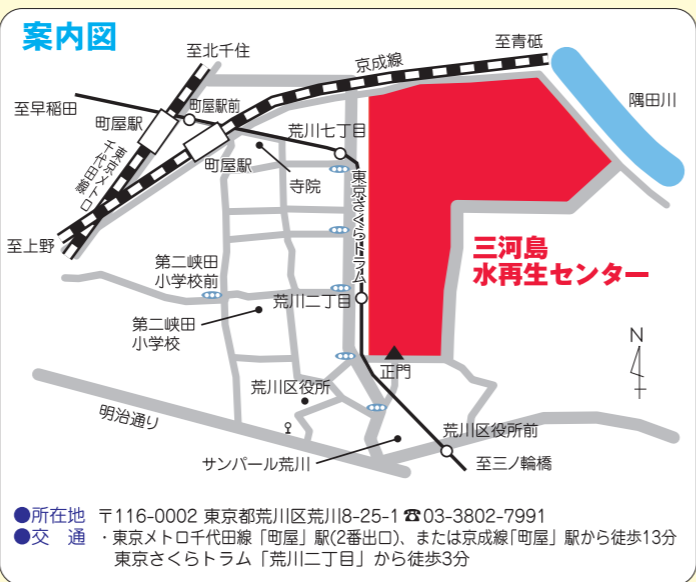 案内図
至北千住
至青砥
京成線
隅田川
至早稲田
町屋駅前
町屋駅
荒川七丁目
東京メトロ
千代田線
町屋駅
寺院
東京さくらトラム
至上野
第二峡田
小学校前
三河島
水再生センター
荒川二丁目
第二峡田
小学校
N
正門
荒川区役所
明治通り
荒川区役所前
サンパール荒川
至三ノ輪橋
●所在地 〒116-0002 東京都荒川区荒川8-25-1 ☎03-3802-7991
●交 通 ・東京メトロ千代田線「町屋」駅(2番出口)、または京成線「町屋」駅から徒歩13分
東京さくらトラム「荒川二丁目」から徒歩3分